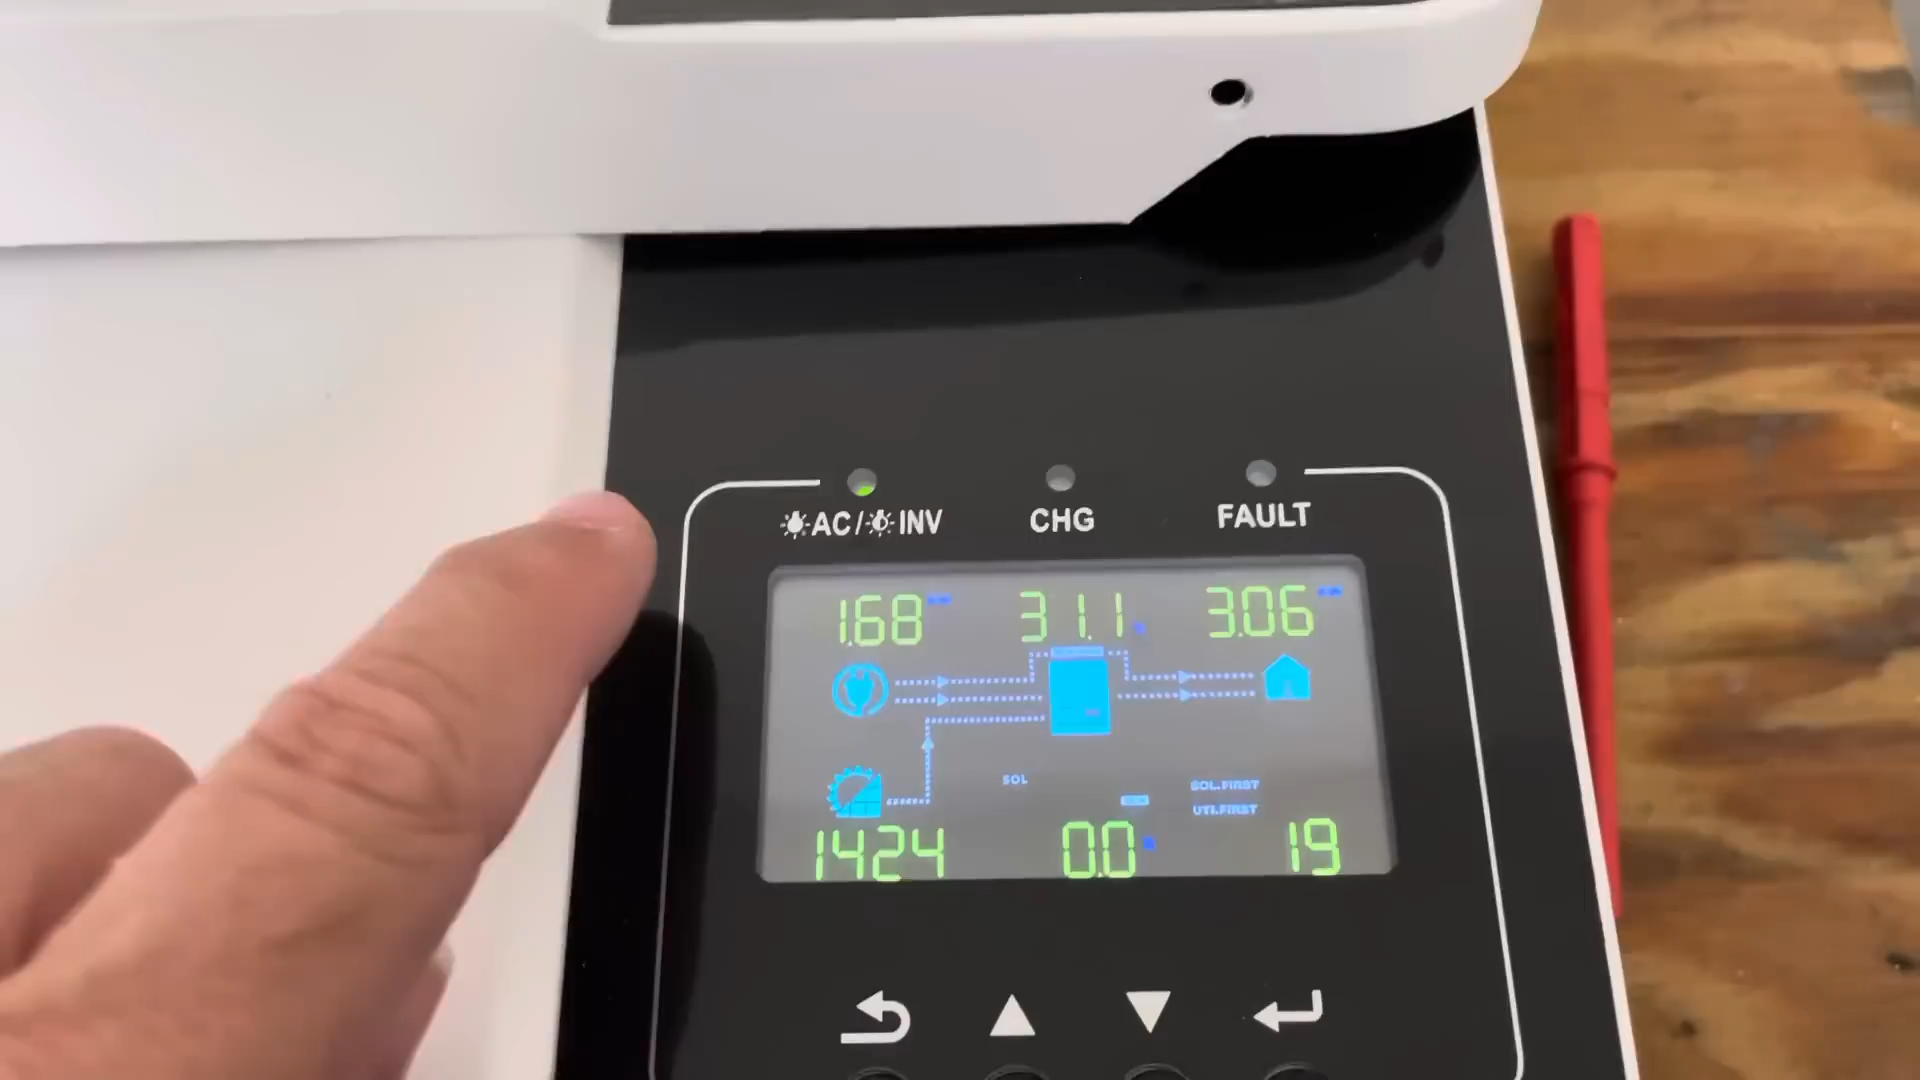 AC/ INV CHG FAULT
1.68 31.1 3.06
SOL SOL.FIRST
UTI.FIRST
1424 0.0 19